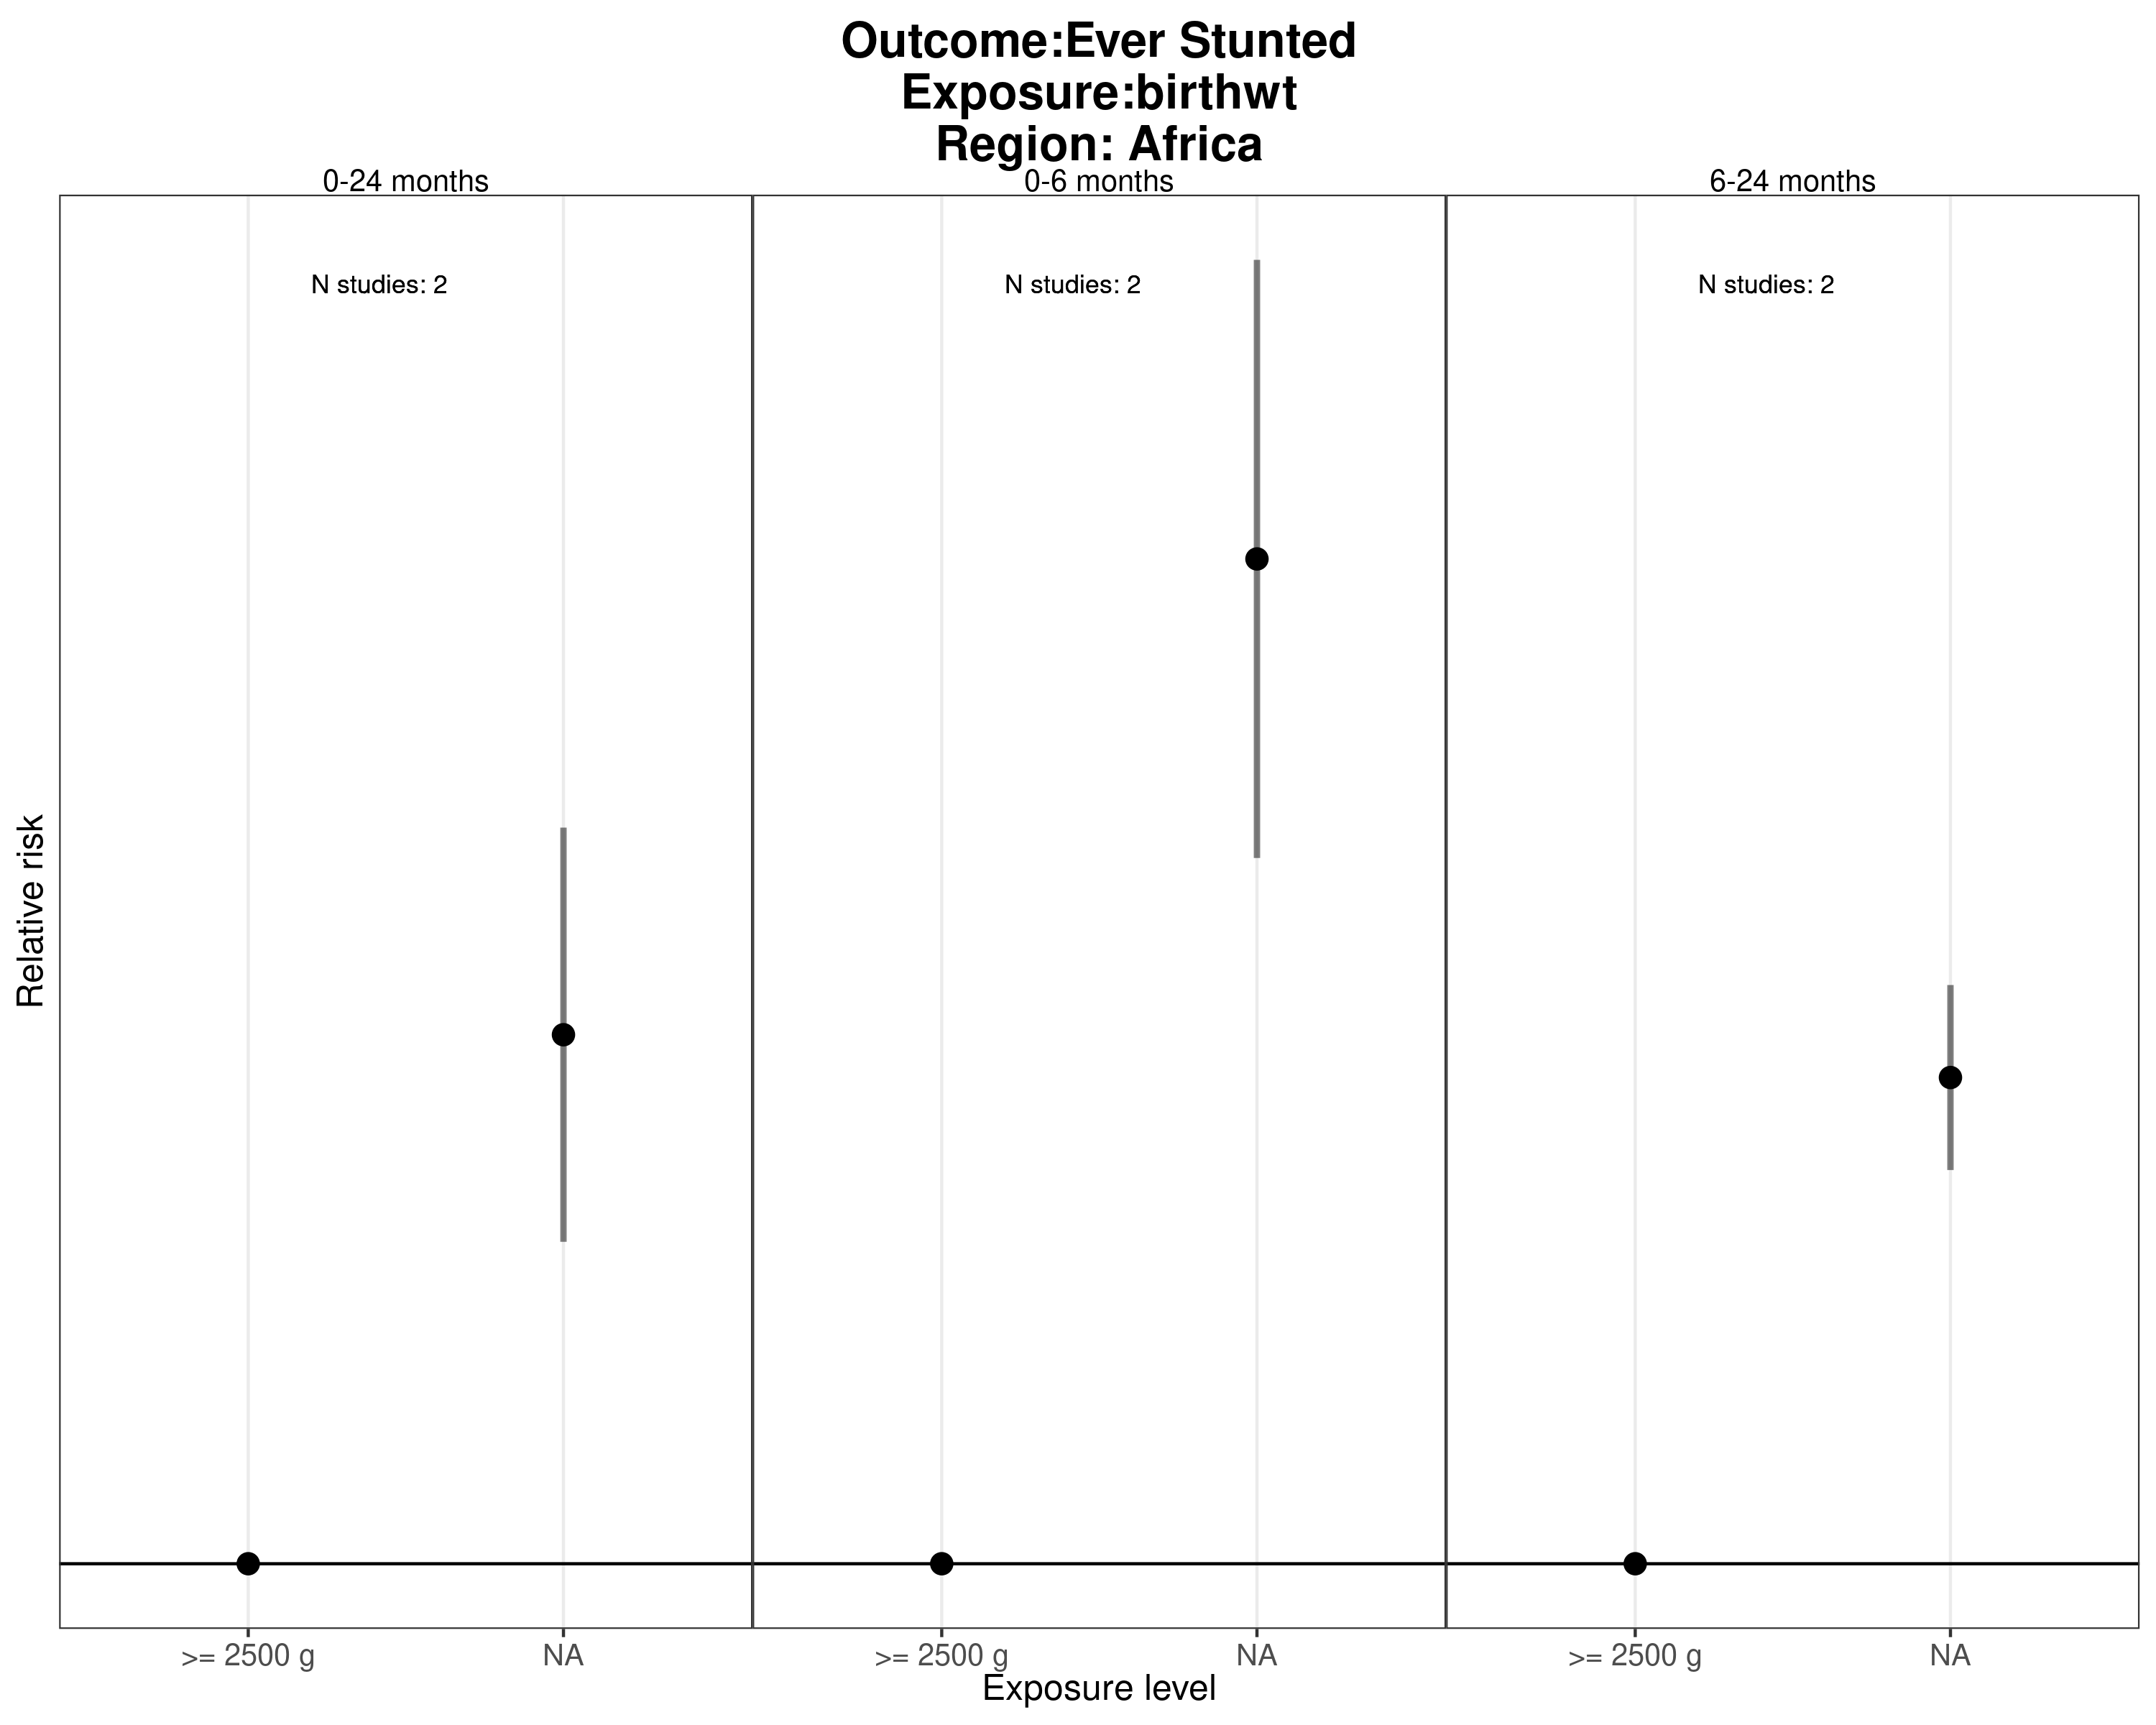 Outcome:Ever Stunted
Exposure:birthwt
Region: Africa
0-24 months
0-6 months
6-24 months
N studies: 2
N studies: 2
N studies: 2
Relative risk
>= 2500 g
NA
>= 2500 g
NA
>= 2500 g
NA
Exposure level